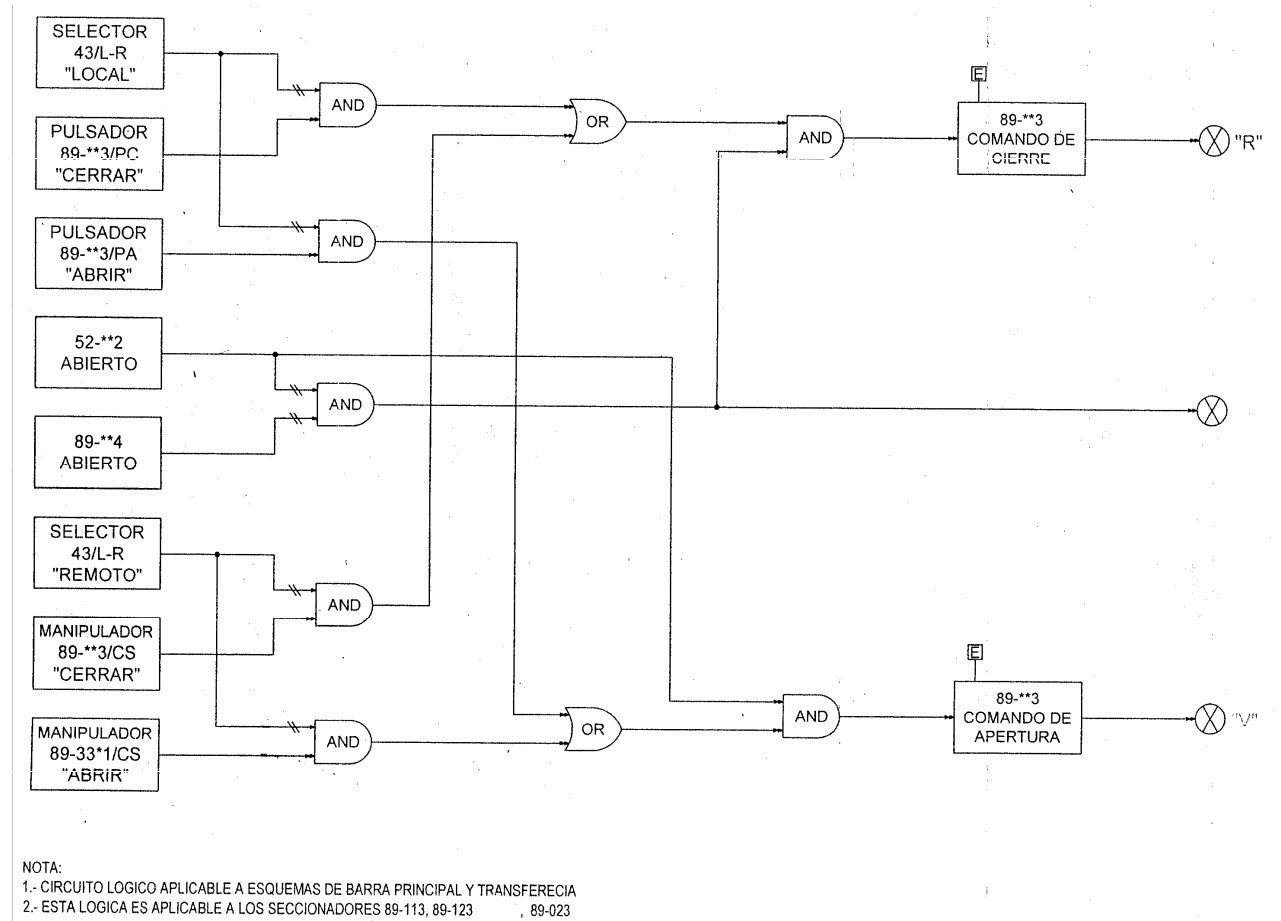 SELECTOR
43/L-R
"LOCAL"
PULSADOR
89-**3/PC
"CERRAR"
PULSADOR
89-**3/PA
"ABRIR"
52-**2
ABIERTO
89-**4
ABIERTO
SELECTOR
43/L-R
"REMOTO"
MANIPULADOR
89-**3/CS
"CERRAR"
MANIPULADOR
89-33*1/CS
"ABRIR"
AND
AND
AND
AND
AND
OR
OR
AND
AND
E
89-**3
COMANDO DE
CIERRE
"R"
E
89-**3
COMANDO DE
APERTURA
"V"
NOTA:
1.- CIRCUITO LOGICO APLICABLE A ESQUEMAS DE BARRA PRINCIPAL Y TRANSFERECIA
2.- ESTA LOGICA ES APLICABLE A LOS SECCIONADORES 89-113, 89-123 , 89-023